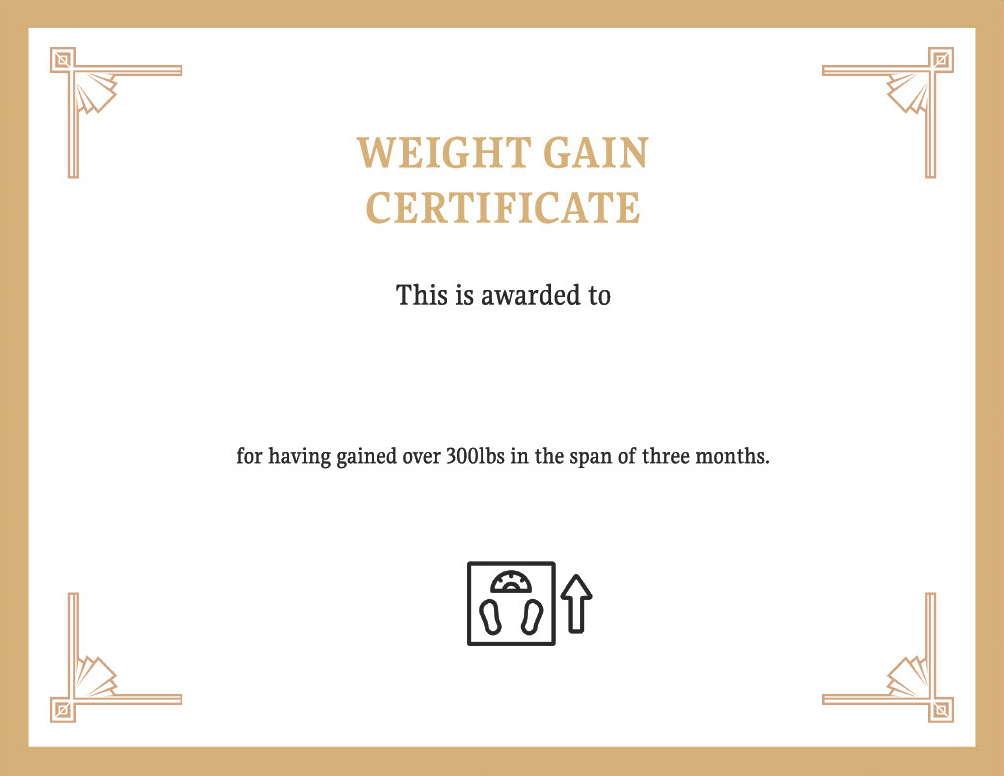 WEIGHT GAIN
CERTIFICATE
This is awarded to
for having gained over 300lbs in the span of three months.